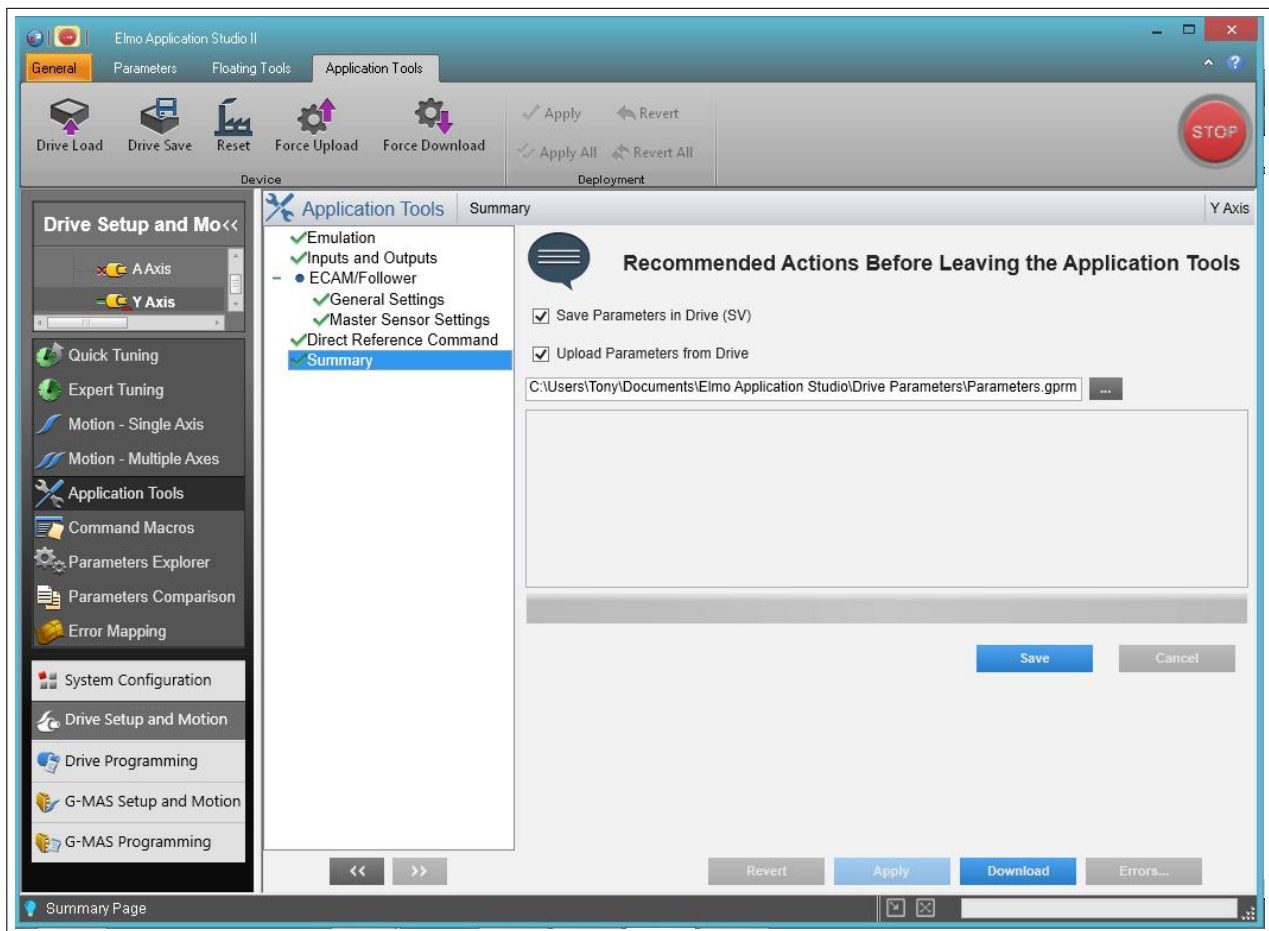 Elmo Application Studio II
General Parameters Floating Tools Application Tools
Drive Load Drive Save Reset Force Upload Force Download
Apply Revert
Apply All Revert All
STOP
Device Deployment
Drive Setup and Mo<<
A Axis
Y Axis
Quick Tuning
Expert Tuning
Motion - Single Axis
Motion - Multiple Axes
Application Tools
Command Macros
Parameters Explorer
Parameters Comparison
Error Mapping
System Configuration
Drive Setup and Motion
Drive Programming
G-MAS Setup and Motion
G-MAS Programming
Application Tools Summary Y Axis
Emulation
Inputs and Outputs
ECAM/Follower
General Settings
Master Sensor Settings
Direct Reference Command
Summary
<< >>
Recommended Actions Before Leaving the Application Tools
Save Parameters in Drive (SV)
Upload Parameters from Drive
C:\Users\Tony\Documents\Elmo Application Studio\Drive Parameters\Parameters.gprm ...
Save Cancel
Revert Apply Download Errors...
Summary Page